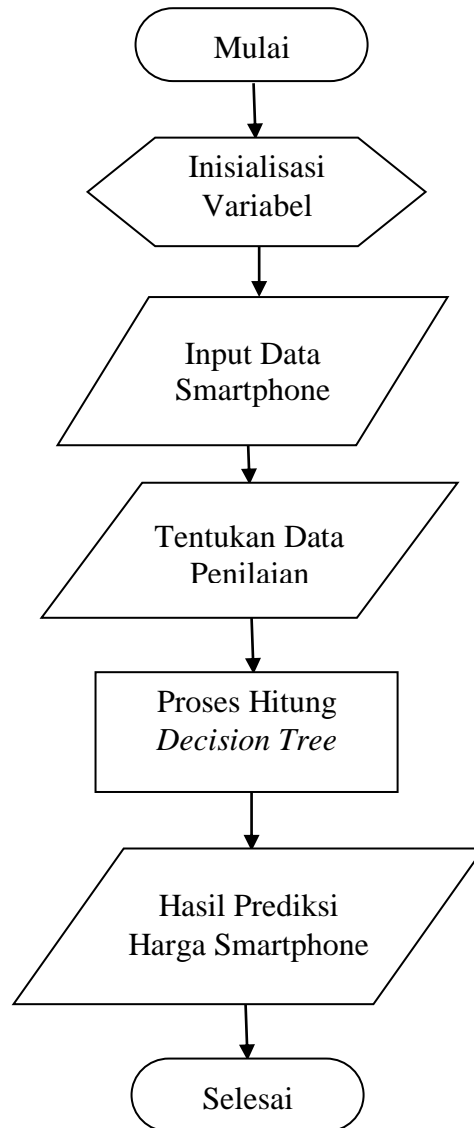 Mulai
Inisialisasi
Variabel
Input Data
Smartphone
Tentukan Data
Penilaian
Proses Hitung
Decision Tree
Hasil Prediksi
Harga Smartphone
Selesai